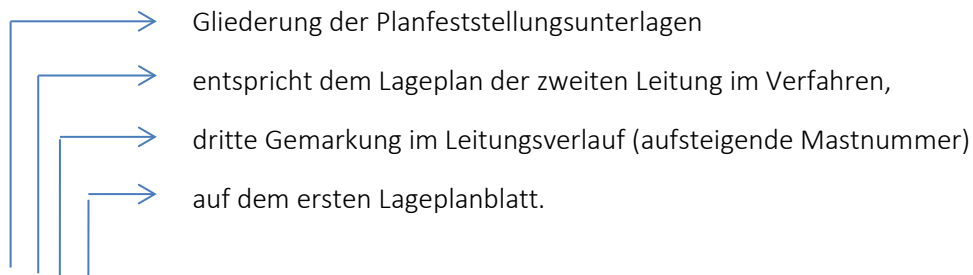 Gliederung der Planfeststellungsunterlagen
entspricht dem Lageplan der zweiten Leitung im Verfahren,
dritte Gemarkung im Leitungsverlauf (aufsteigende Mastnummer)
auf dem ersten Lageplanblatt.